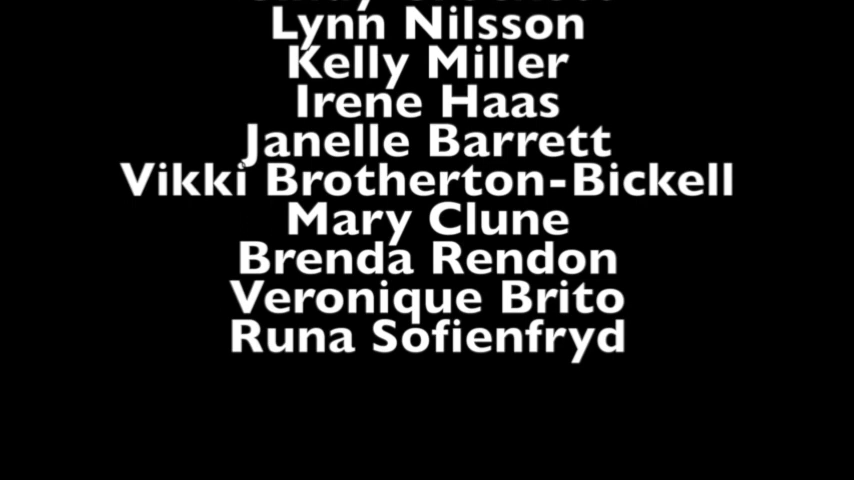 Lynn Nilsson
Kelly Miller
Irene Haas
Janelle Barrett
Vikki Brotherton-Bickell
Mary Clune
Brenda Rendon
Veronique Brito
Runa Sofienfryd